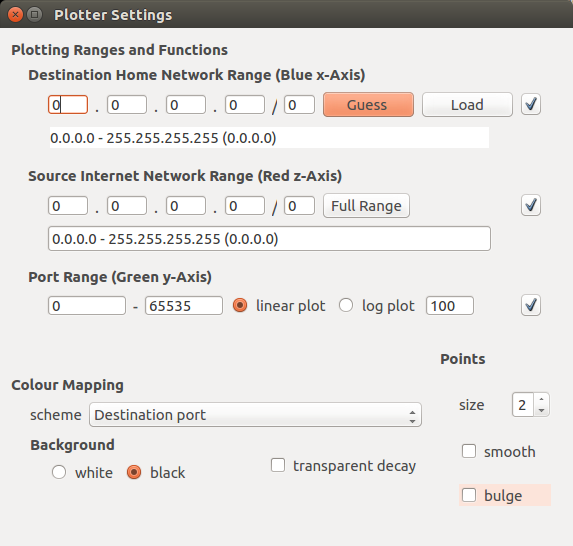 Plotter Settings
Plotting Ranges and Functions
Destination Home Network Range (Blue x-Axis)
0 . 0 . 0 . 0 / 0 Guess Load
0.0.0.0 - 255.255.255.255 (0.0.0.0)
Source Internet Network Range (Red z-Axis)
0 . 0 . 0 . 0 / 0 Full Range
0.0.0.0 - 255.255.255.255 (0.0.0.0)
Port Range (Green y-Axis)
0 - 65535 linear plot log plot 100
Points
Colour Mapping
size 2
scheme Destination port
Background
smooth
white black transparent decay
bulge